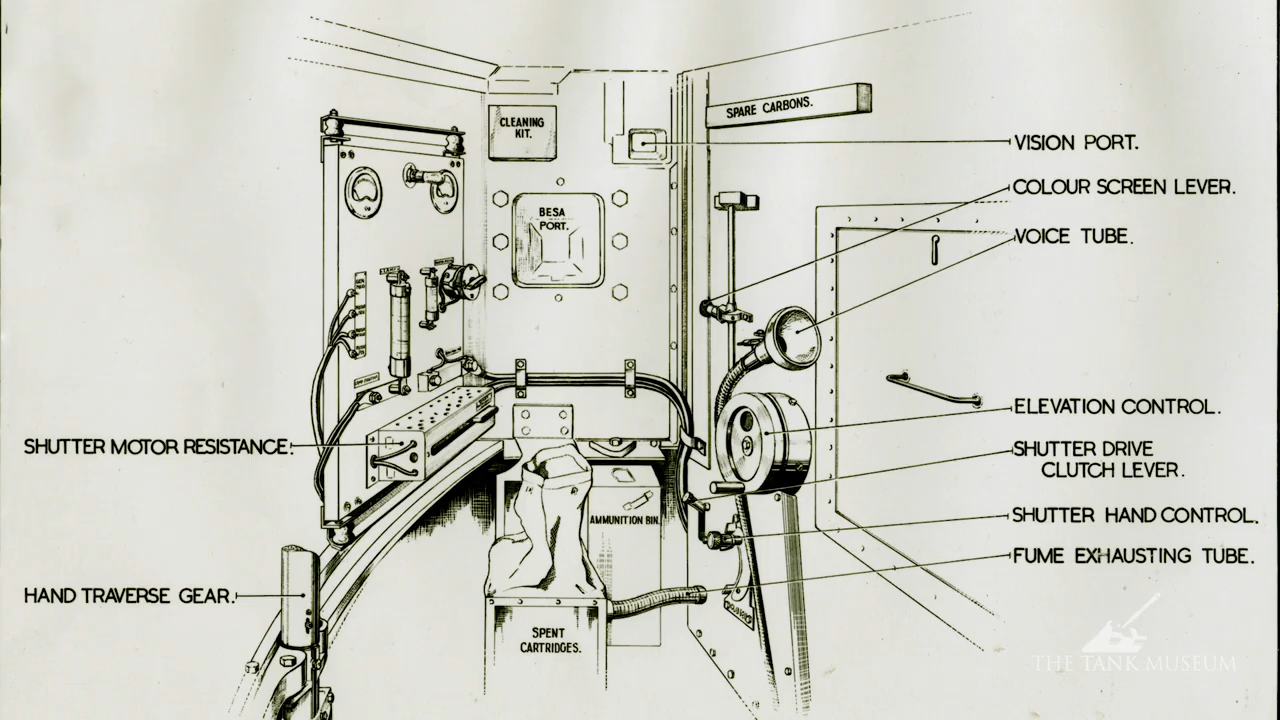 CLEANING
KIT.
SPARE CARBONS.
VISION PORT.
COLOUR SCREEN LEVER.
BESA
PORT.
VOICE TUBE.
ELEVATION CONTROL.
SHUTTER MOTOR RESISTANCE.
SHUTTER DRIVE
CLUTCH LEVER.
AMMUNITION BIN.
SHUTTER HAND CONTROL.
FUME EXHAUSTING TUBE.
HAND TRAVERSE GEAR.
SPENT
CARTRIDGES.
THE TANK MUSEUM